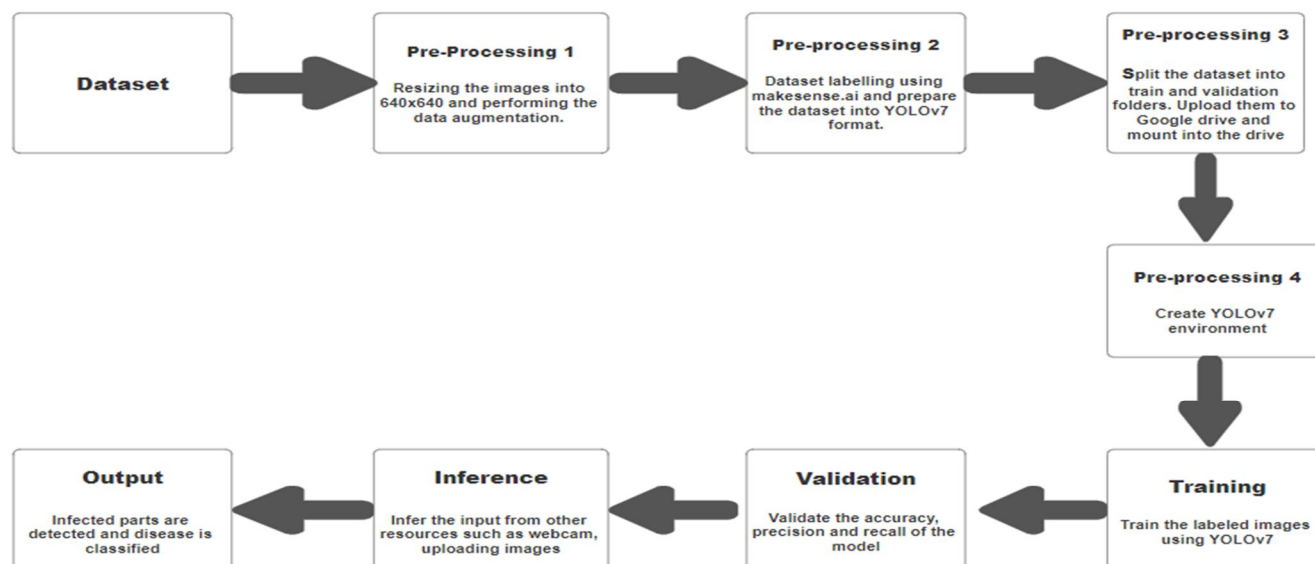 Dataset
Pre-Processing 1
Resizing the images into
640x640 and performing the
data augmentation.
Pre-processing 2
Dataset labelling using
makesense.ai and prepare
the dataset into YOLOv7
format.
Pre-processing 3
Split the dataset into
train and validation
folders. Upload them to
Google drive and
mount into the drive
Pre-processing 4
Create YOLOv7
environment
Training
Train the labeled images
using YOLOv7
Validation
Validate the accuracy,
precision and recall of the
model
Inference
Infer the input from other
resources such as webcam,
uploading images
Output
Infected parts are
detected and disease is
classified